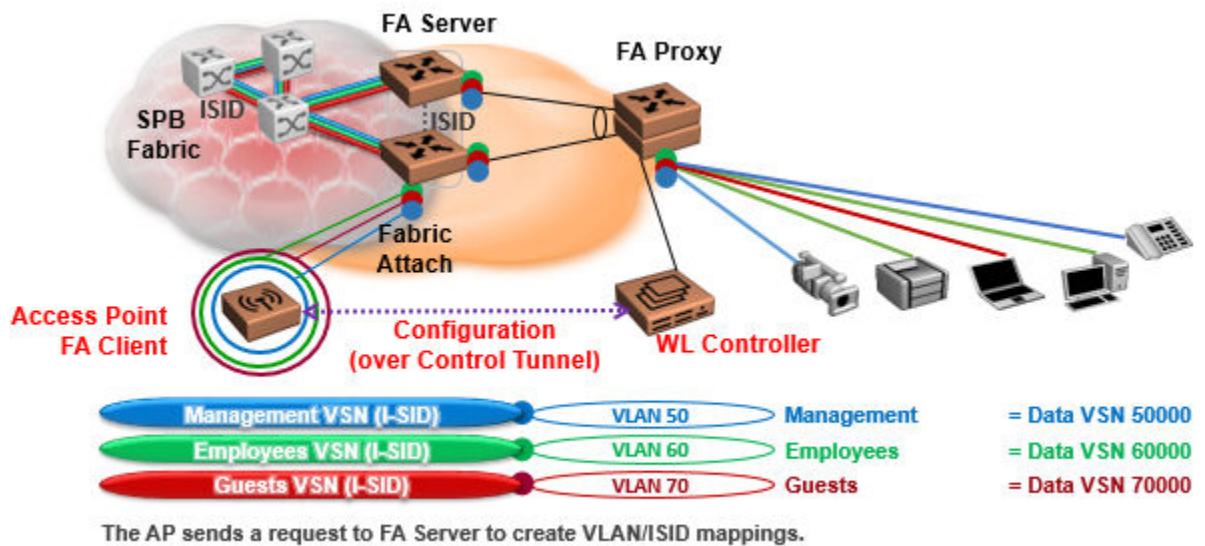 FA Server
FA Proxy
ISID
SPB
Fabric
ISID
Fabric
Attach
Access Point
FA Client
Configuration
(over Control Tunnel)
WL Controller
Management VSN (I-SID) VLAN 50 Management = Data VSN 50000
Employees VSN (I-SID) VLAN 60 Employees = Data VSN 60000
Guests VSN (I-SID) VLAN 70 Guests = Data VSN 70000
The AP sends a request to FA Server to create VLAN/ISID mappings.